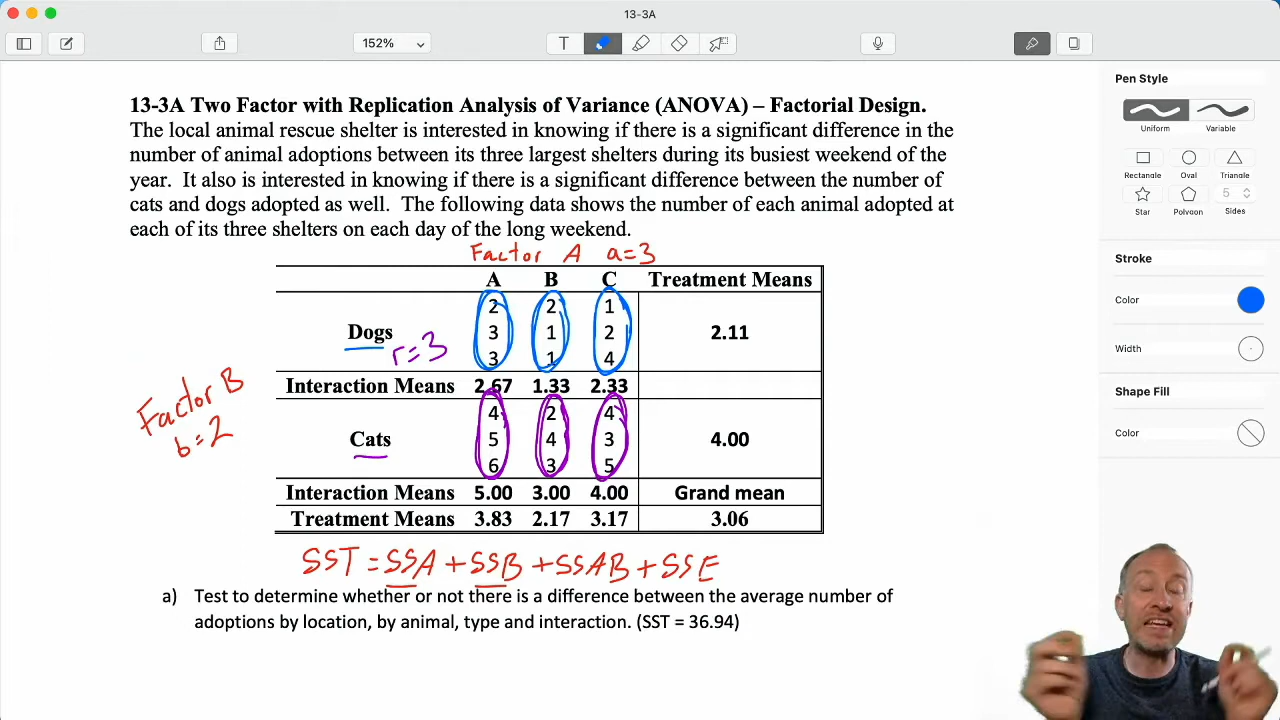 13-3A
152%
T
Pen Style
Uniform
Variable
Rectangle
Oval
Triangle
Star
Polygon
5
Sides
Stroke
Color
Width
Shape Fill
Color
13-3A Two Factor with Replication Analysis of Variance (ANOVA) – Factorial Design.
The local animal rescue shelter is interested in knowing if there is a significant difference in the
number of animal adoptions between its three largest shelters during its busiest weekend of the
year. It also is interested in knowing if there is a significant difference between the number of
cats and dogs adopted as well. The following data shows the number of each animal adopted at
each of its three shelters on each day of the long weekend.
Factor A a=3
A B C Treatment Means
2 2 1
Dogs 3 1 2 2.11
r=3
3 1 4
Interaction Means 2.67 1.33 2.33
Factor B
b=2
4 2 4
Cats 5 4 3 4.00
6 3 5
Interaction Means 5.00 3.00 4.00 Grand mean
Treatment Means 3.83 2.17 3.17 3.06
SST = SSA + SSB + SSAB + SSE
a) Test to determine whether or not there is a difference between the average number of
adoptions by location, by animal, type and interaction. (SST = 36.94)